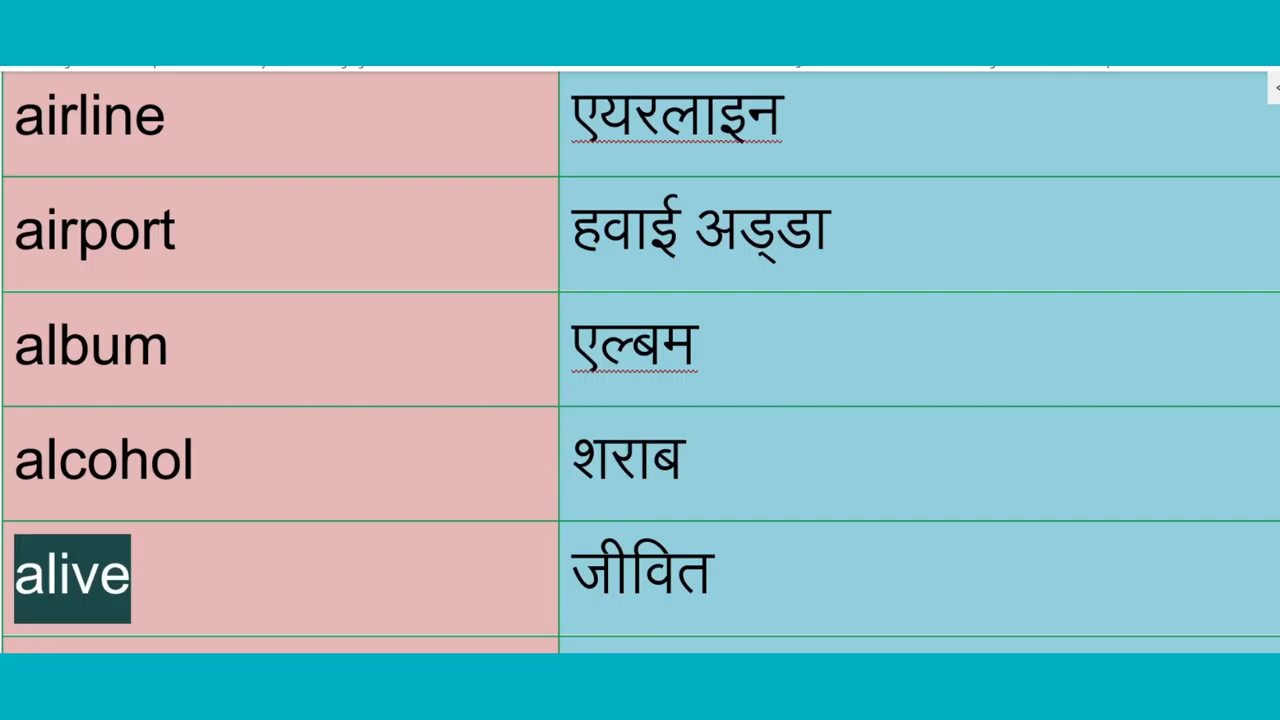 airline एयरलाइन
airport हवाई अड्डा
album एल्बम
alcohol शराब
alive जीवित